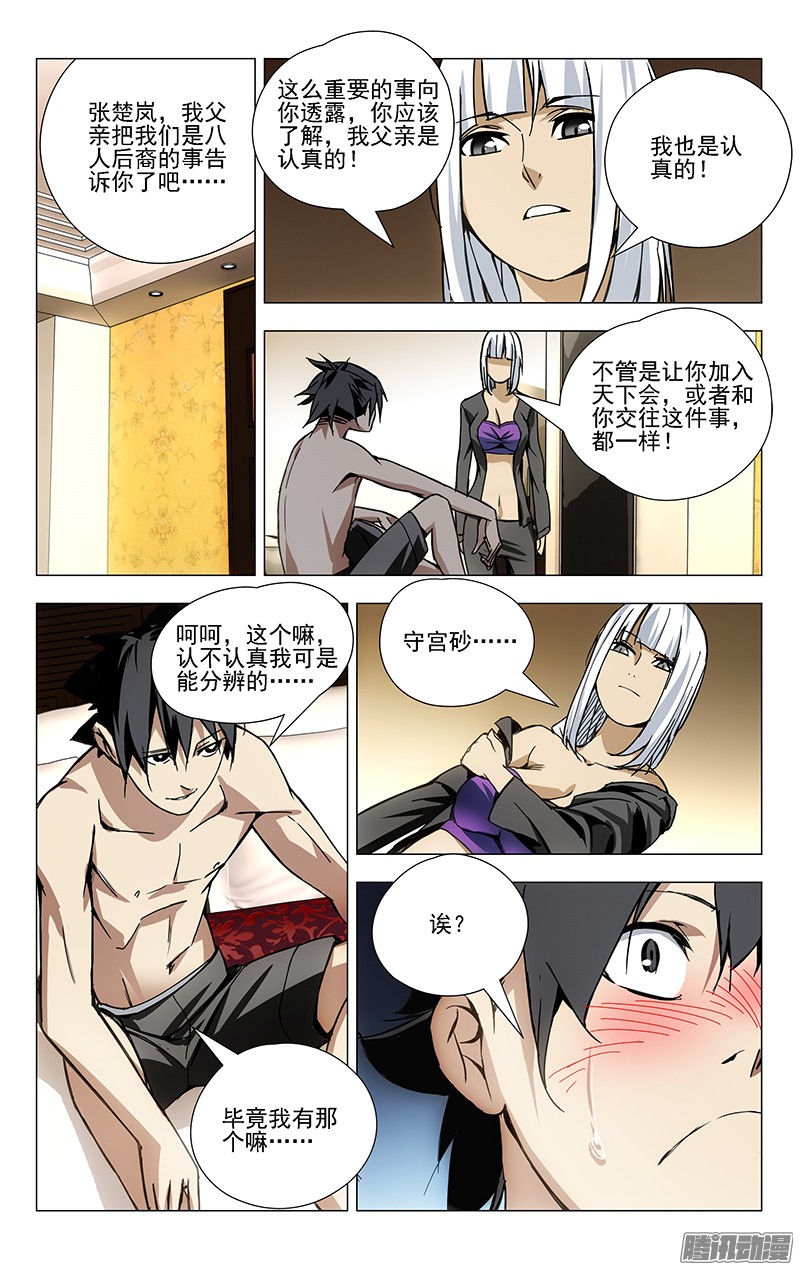 张楚岚，我父
亲把我们是八
人后裔的事告
诉你了吧……
这么重要的事向
你透露，你应该
了解，我父亲是
认真的！
我也是认
真的！
不管是让你加入
天下会，或者和
你交往这件事，
都一样！
呵呵，这个嘛，
认不认真我可是
能分辨的……
毕竟我有那
个嘛……
守宫砂……
诶？
腾讯动漫